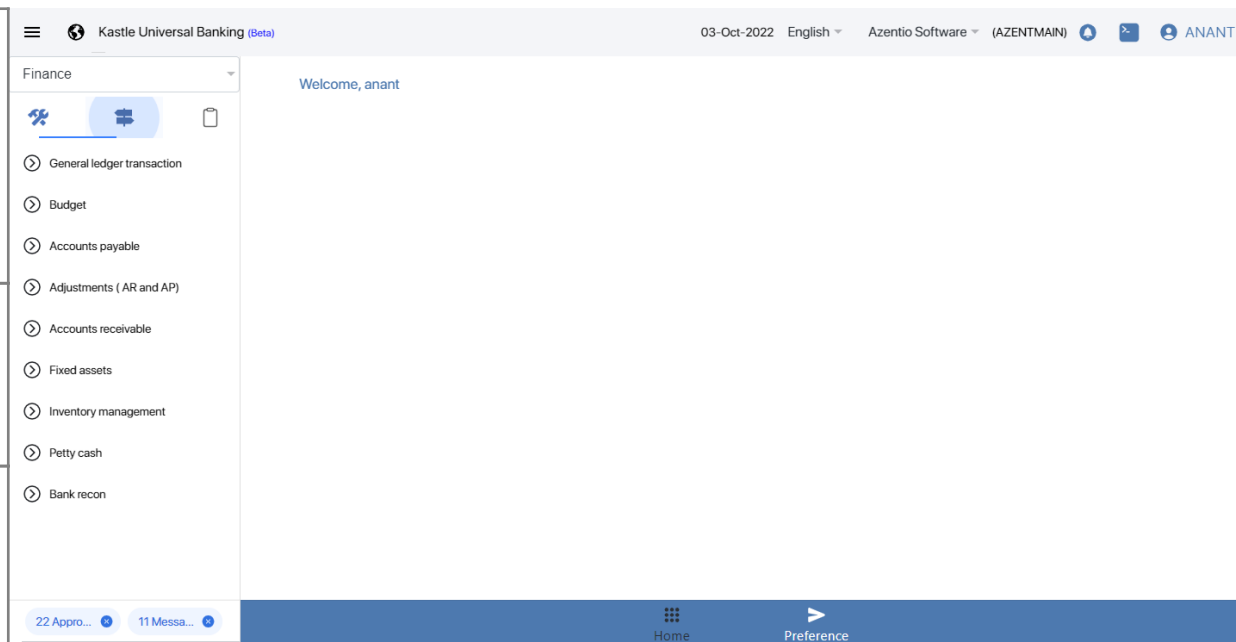 Kastle Universal Banking (Beta)
03-Oct-2022 English Azentio Software (AZENTMAIN) ANANT
Finance
Welcome, anant
General ledger transaction
Budget
Accounts payable
Adjustments ( AR and AP)
Accounts receivable
Fixed assets
Inventory management
Petty cash
Bank recon
22 Appro... 11 Messa...
Home Preference